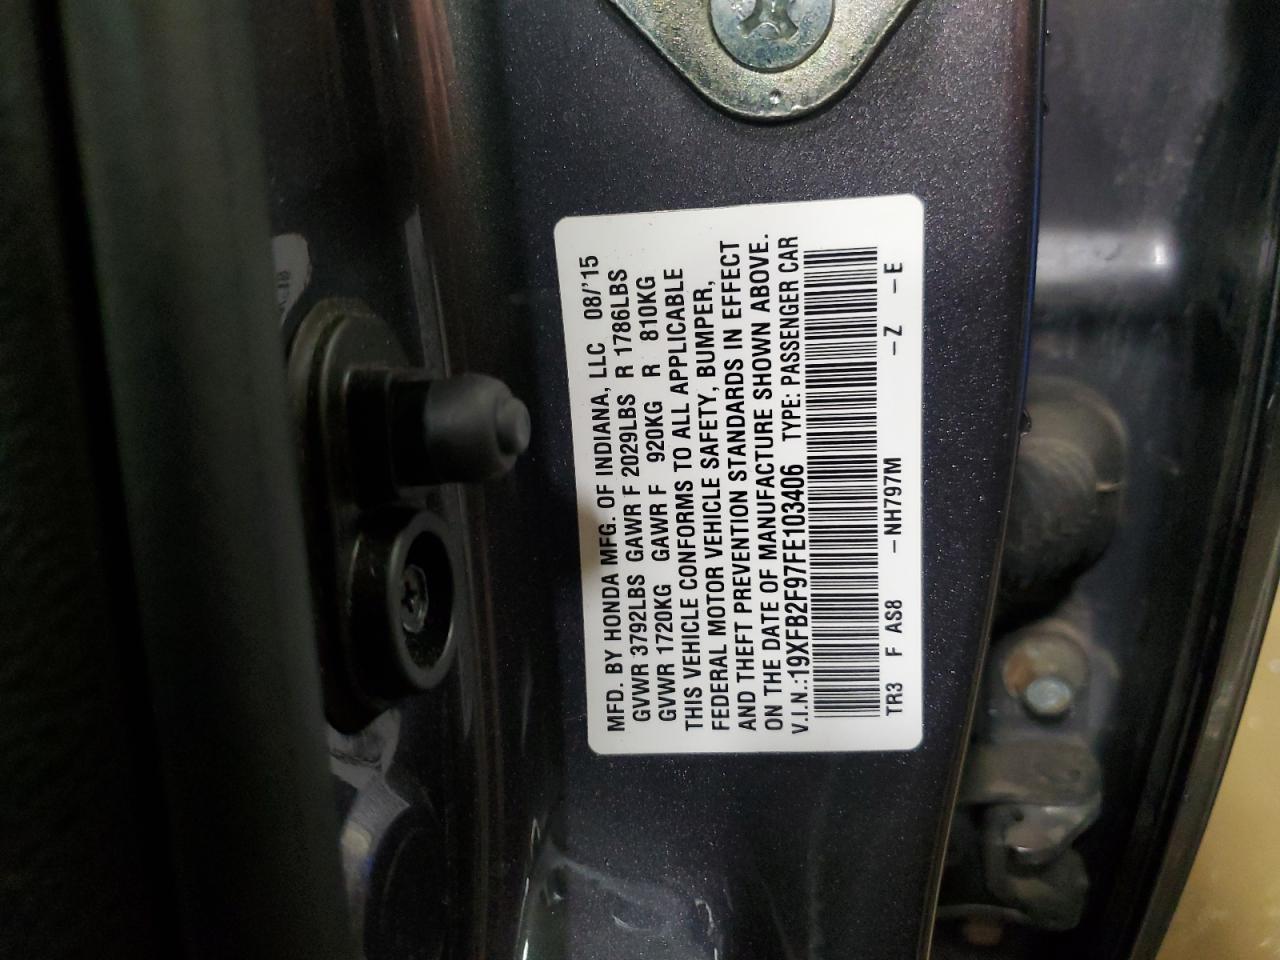 MFD. BY HONDA MFG. OF INDIANA, LLC 08/'15
GVWR 3792LBS GAWR F 2029LBS R 1786LBS
GVWR 1720KG GAWR F 920KG R 810KG
THIS VEHICLE CONFORMS TO ALL APPLICABLE
FEDERAL MOTOR VEHICLE SAFETY, BUMPER,
AND THEFT PREVENTION STANDARDS IN EFFECT
ON THE DATE OF MANUFACTURE SHOWN ABOVE.
V.I.N.:19XFB2F97FE103406 TYPE: PASSENGER CAR
TR3 F AS8 -NH797M -Z -E